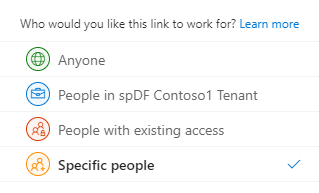 Who would you like this link to work for? Learn more
Anyone
People in spDF Contoso1 Tenant
People with existing access
Specific people